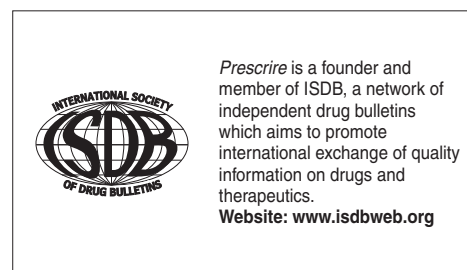 INTERNATIONAL SOCIETY
ISDB
OF DRUG BULLETINS
Prescrire is a founder and
member of ISDB, a network of
independent drug bulletins
which aims to promote
international exchange of quality
information on drugs and
therapeutics.
Website: www.isdbweb.org